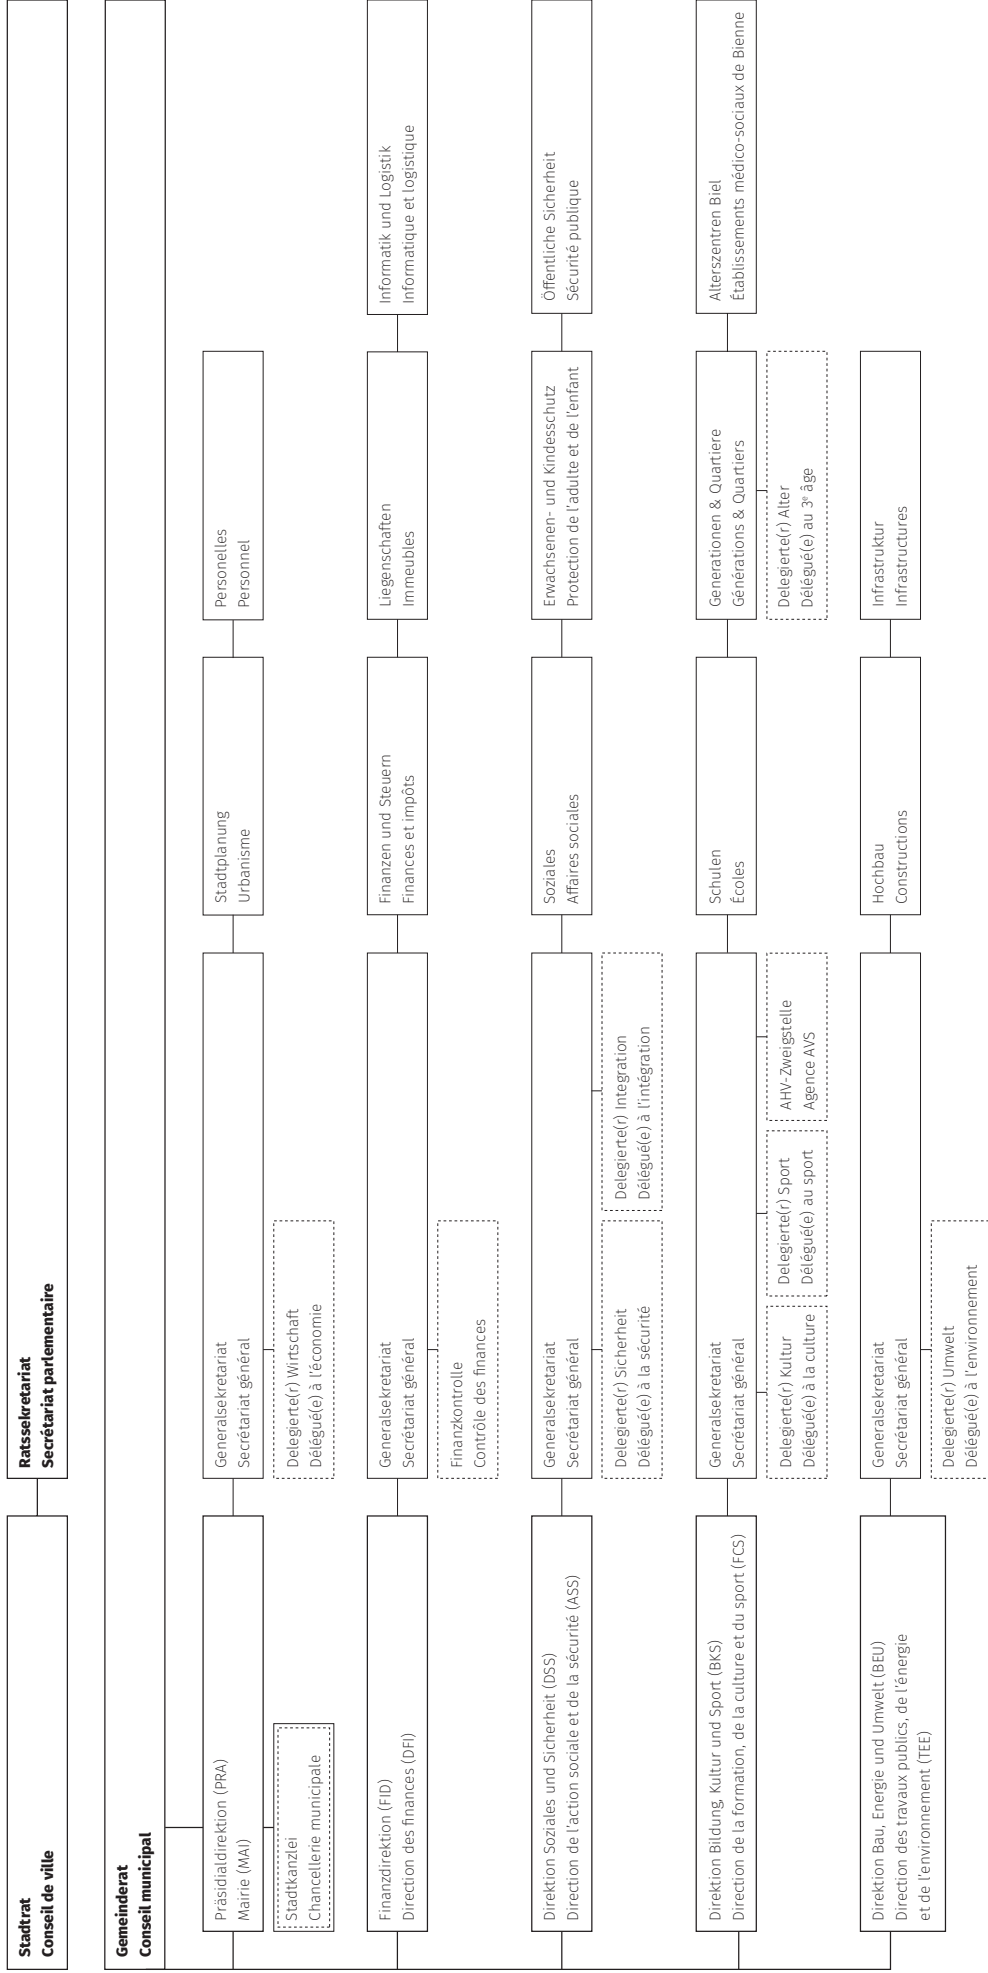 Stadtrat
Conseil de ville
Ratssekretariat
Secrétariat parlementaire
Gemeinderat
Conseil municipal
Präsidialdirektion (PRA)
Mairie (MAI)
Stadtkanzlei
Chancellerie municipale
Generalsekretariat
Secrétariat général
Delegierte(r) Wirtschaft
Délégué(e) à l'économie
Stadtplanung
Urbanisme
Personelles
Personnel
Finanzdirektion (FID)
Direction des finances (DFI)
Generalsekretariat
Secrétariat général
Finanzkontrolle
Contrôle des finances
Finanzen und Steuern
Finances et impôts
Liegenschaften
Immeubles
Informatik und Logistik
Informatique et logistique
Direktion Soziales und Sicherheit (DSS)
Direction de l'action sociale et de la sécurité (ASS)
Generalsekretariat
Secrétariat général
Delegierte(r) Sicherheit
Délégué(e) à la sécurité
Delegierte(r) Integration
Délégué(e) à l'intégration
Soziales
Affaires sociales
Erwachsenen- und Kindesschutz
Protection de l'adulte et de l'enfant
Öffentliche Sicherheit
Sécurité publique
Direktion Bildung, Kultur und Sport (BKS)
Direction de la formation, de la culture et du sport (FCS)
Generalsekretariat
Secrétariat général
Delegierte(r) Kultur
Délégué(e) à la culture
Delegierte(r) Sport
Délégué(e) au sport
AHV-Zweigstelle
Agence AVS
Schulen
Écoles
Generationen & Quartiere
Générations & Quartiers
Delegierte(r) Alter
Délégué(e) au 3e âge
Alterszentren Biel
Établissements médico-sociaux de Bienne
Direktion Bau, Energie und Umwelt (BEU)
Direction des travaux publics, de l'énergie
et de l'environnement (TEE)
Generalsekretariat
Secrétariat général
Delegierte(r) Umwelt
Délégué(e) à l'environnement
Hochbau
Constructions
Infrastruktur
Infrastructures